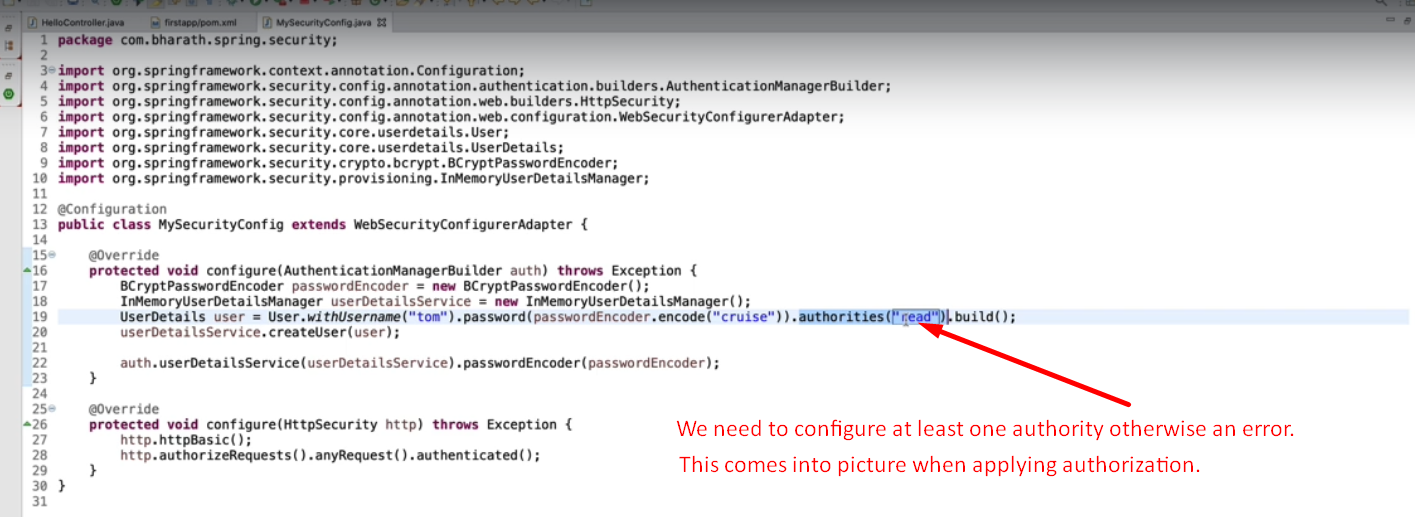 HelloController.java firstapp/pom.xml MySecurityConfig.java
1 package com.bharath.spring.security;
2
3 import org.springframework.context.annotation.Configuration;
4 import org.springframework.security.config.annotation.authentication.builders.AuthenticationManagerBuilder;
5 import org.springframework.security.config.annotation.web.builders.HttpSecurity;
6 import org.springframework.security.config.annotation.web.configuration.WebSecurityConfigurerAdapter;
7 import org.springframework.security.core.userdetails.User;
8 import org.springframework.security.core.userdetails.UserDetails;
9 import org.springframework.security.crypto.bcrypt.BCryptPasswordEncoder;
10 import org.springframework.security.provisioning.InMemoryUserDetailsManager;
11
12 @Configuration
13 public class MySecurityConfig extends WebSecurityConfigurerAdapter {
14
15 @Override
16 protected void configure(AuthenticationManagerBuilder auth) throws Exception {
17 BCryptPasswordEncoder passwordEncoder = new BCryptPasswordEncoder();
18 InMemoryUserDetailsManager userDetailsService = new InMemoryUserDetailsManager();
19 UserDetails user = User.withUsername("tom").password(passwordEncoder.encode("cruise")).authorities("read").build();
20 userDetailsService.createUser(user);
21
22 auth.userDetailsService(userDetailsService).passwordEncoder(passwordEncoder);
23 }
24
25 @Override
26 protected void configure(HttpSecurity http) throws Exception {
27 http.httpBasic();
28 http.authorizeRequests().anyRequest().authenticated();
29 }
30 }
31
We need to configure at least one authority otherwise an error.
This comes into picture when applying authorization.